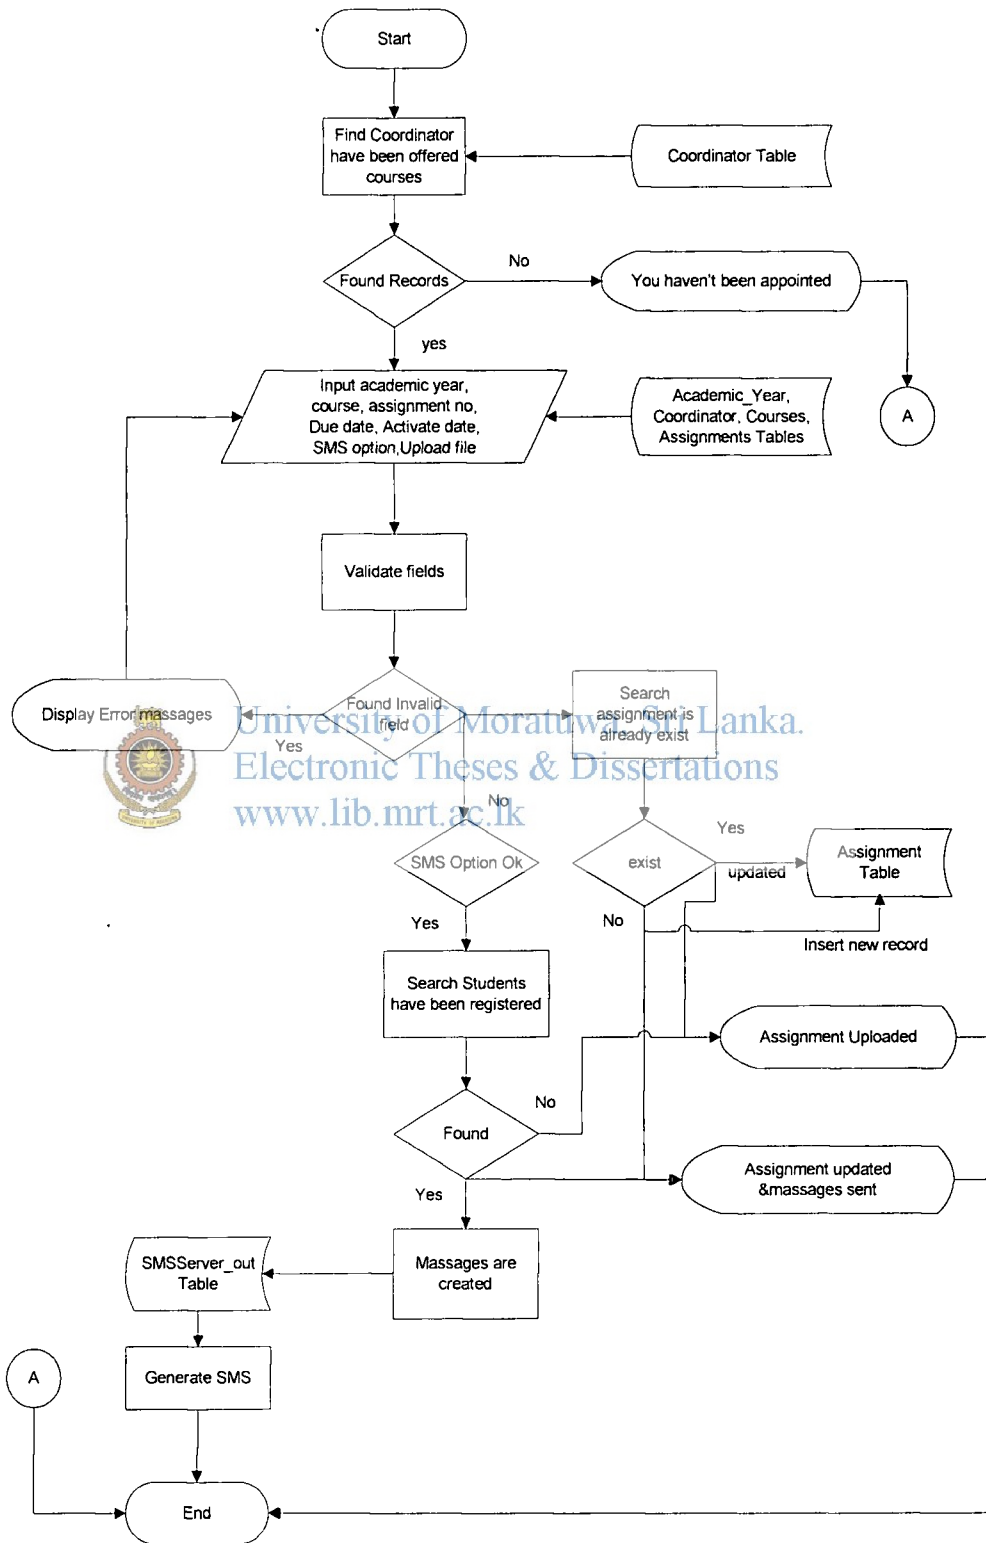 Start
Find Coordinator
have been offered
courses
Coordinator Table
Found Records
No
You haven't been appointed
yes
Input academic year,
course, assignment no,
Due date, Activate date,
SMS option,Upload file
Academic_Year,
Coordinator, Courses,
Assignments Tables
A
Validate fields
Display Error massages
Yes
Found Invalid
field
Search
assignment is
already exist
University of Moratuwa, Sri Lanka.
Electronic Theses & Dissertations
www.lib.mrt.ac.lk
No
SMS Option Ok
exist
Yes
updated
Assignment
Table
Yes
No
Insert new record
Search Students
have been registered
Assignment Uploaded
No
Found
Yes
Assignment updated
&massages sent
SMSServer_out
Table
Massages are
created
A
Generate SMS
End